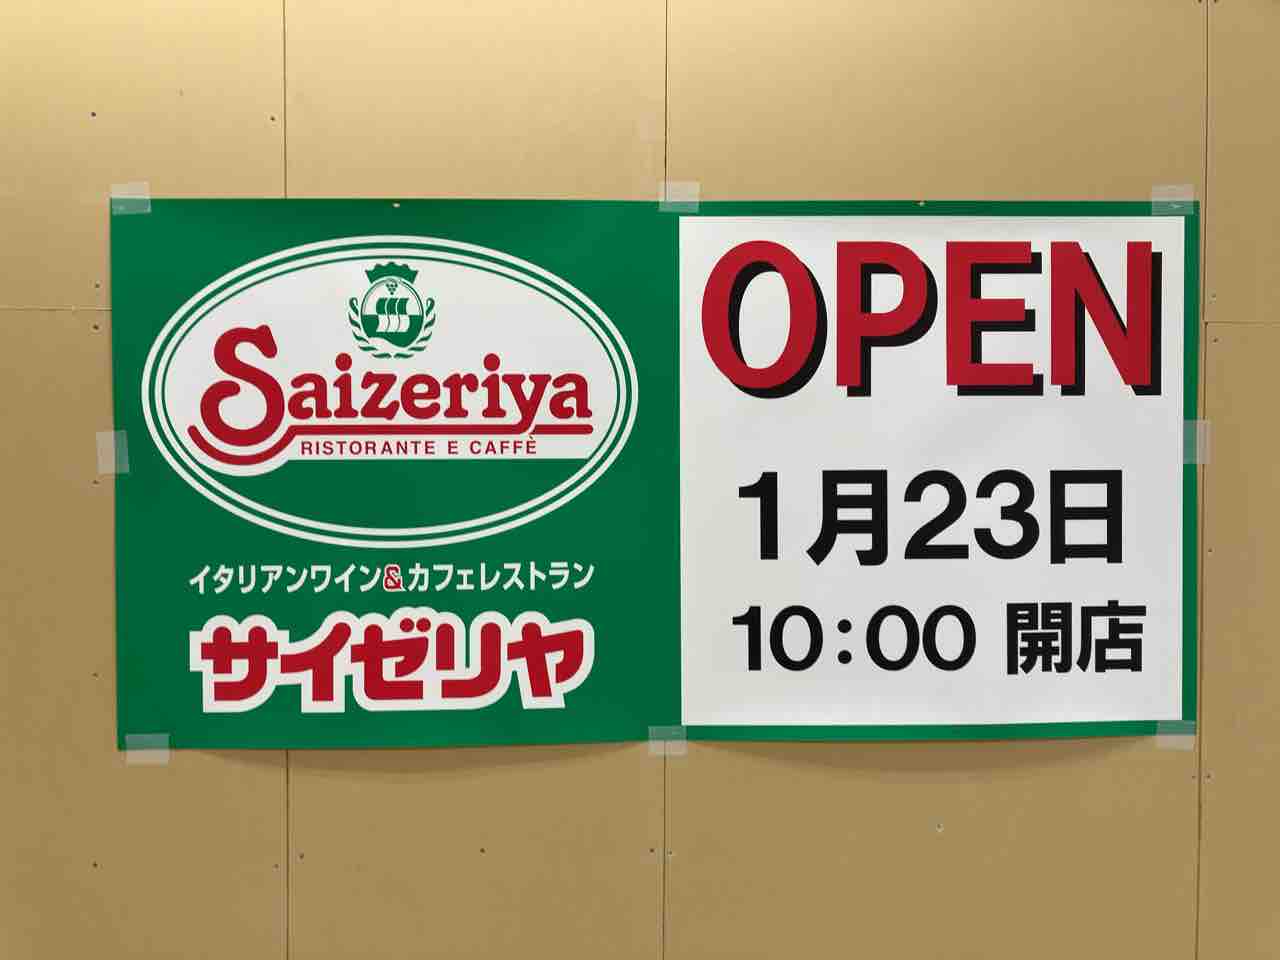 Saizeriya
RISTORANTE E CAFFÈ
イタリアンワイン&カフェレストラン
サイゼリヤ
OPEN
1月23日
10:00 開店